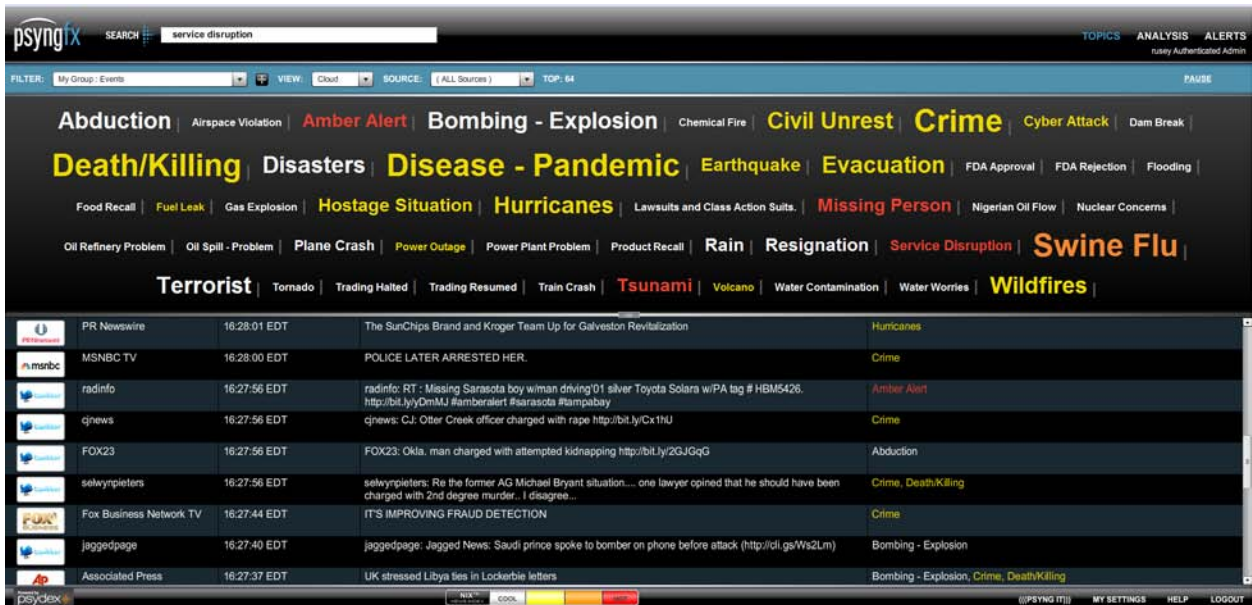 psyngfx SEARCH service disruption TOPICS ANALYSIS ALERTS
rusey Authenticated Admin
FILTER: My Group : Events VIEW: Cloud SOURCE: ( ALL Sources ) TOP: 64 PAUSE
Abduction | Airspace Violation | Amber Alert | Bombing - Explosion | Chemical Fire | Civil Unrest | Crime | Cyber Attack | Dam Break |
Death/Killing | Disasters | Disease - Pandemic | Earthquake | Evacuation | FDA Approval | FDA Rejection | Flooding |
Food Recall | Fuel Leak | Gas Explosion | Hostage Situation | Hurricanes | Lawsuits and Class Action Suits. | Missing Person | Nigerian Oil Flow | Nuclear Concerns |
Oil Refinery Problem | Oil Spill - Problem | Plane Crash | Power Outage | Power Plant Problem | Product Recall | Rain | Resignation | Service Disruption | Swine Flu |
Terrorist | Tornado | Trading Halted | Trading Resumed | Train Crash | Tsunami | Volcano | Water Contamination | Water Worries | Wildfires |
PR Newswire 16:28:01 EDT The SunChips Brand and Kroger Team Up for Galveston Revitalization Hurricanes
msnbc MSNBC TV 16:28:00 EDT POLICE LATER ARRESTED HER. Crime
twitter radinfo 16:27:56 EDT radinfo: RT : Missing Sarasota boy w/man driving'01 silver Toyota Solara w/PA tag # HBM5426. Amber Alert
http://bit.ly/yDmMJ #amberalert #sarasota #tampabay
twitter cjnews 16:27:56 EDT cjnews: CJ: Otter Creek officer charged with rape http://bit.ly/Cx1hU Crime
twitter FOX23 16:27:56 EDT FOX23: Okla. man charged with attempted kidnapping http://bit.ly/2GJGqG Abduction
twitter selwynpieters 16:27:56 EDT selwynpieters: Re the former AG Michael Bryant situation.... one lawyer opined that he should have been Crime, Death/Killing
charged with 2nd degree murder.. I disagree...
FOX BUSINESS Fox Business Network TV 16:27:44 EDT IT'S IMPROVING FRAUD DETECTION Crime
twitter jaggedpage 16:27:40 EDT jaggedpage: Jagged News: Saudi prince spoke to bomber on phone before attack (http://cli.gs/Ws2Lm) Bombing - Explosion
AP Associated Press 16:27:37 EDT UK stressed Libya ties in Lockerbie letters Bombing - Explosion, Crime, Death/Killing
Powered by
psydex NIX COOL HOT (((PSYNG IT))) MY SETTINGS HELP LOGOUT